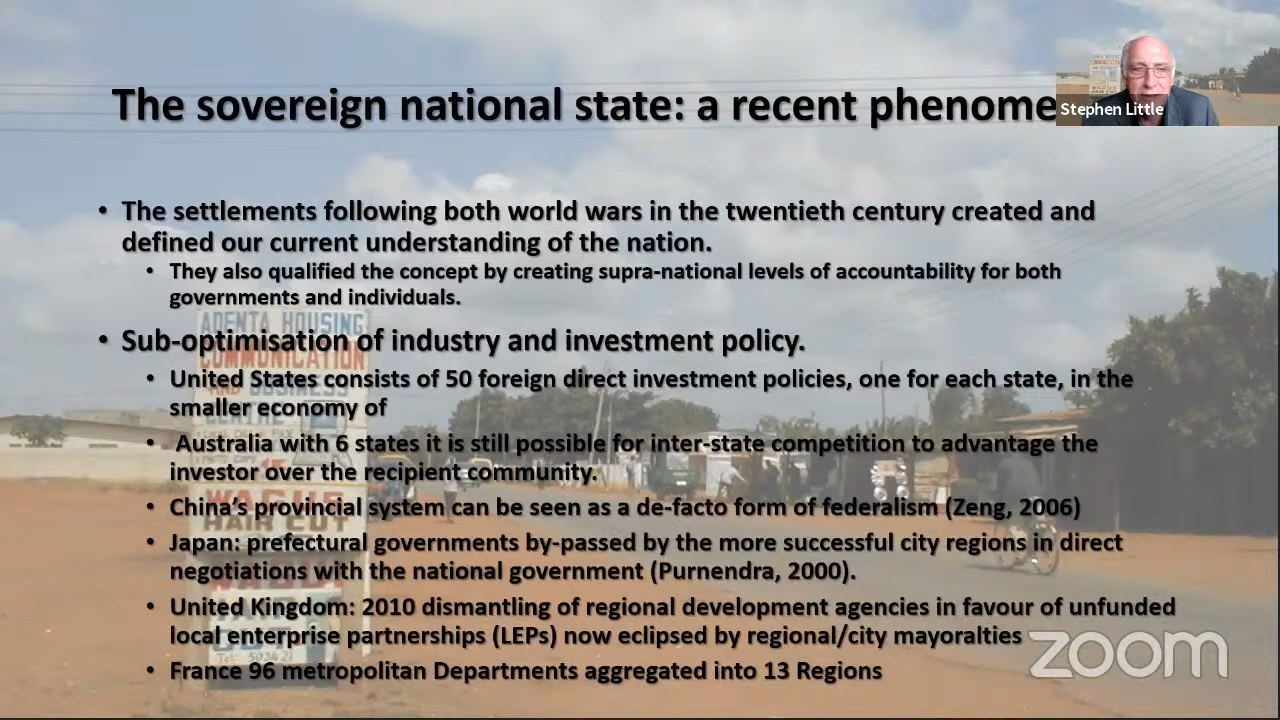 The sovereign national state: a recent phenome
Stephen Little
• The settlements following both world wars in the twentieth century created and
defined our current understanding of the nation.
• They also qualified the concept by creating supra-national levels of accountability for both
governments and individuals.
ADENTA HOUSING
• Sub-optimisation of industry and investment policy.
COMMUNICATION
• United States consists of 50 foreign direct investment policies, one for each state, in the
AND BUSINESS
smaller economy of
CENTRE
• Australia with 6 states it is still possible for inter-state competition to advantage the
investor over the recipient community.
• China's provincial system can be seen as a de-facto form of federalism (Zeng, 2006)
HAIR CUT
• Japan: prefectural governments by-passed by the more successful city regions in direct
negotiations with the national government (Purnendra, 2000).
• United Kingdom: 2010 dismantling of regional development agencies in favour of unfunded
local enterprise partnerships (LEPs) now eclipsed by regional/city mayoralties
zoom
• France 96 metropolitan Departments aggregated into 13 Regions